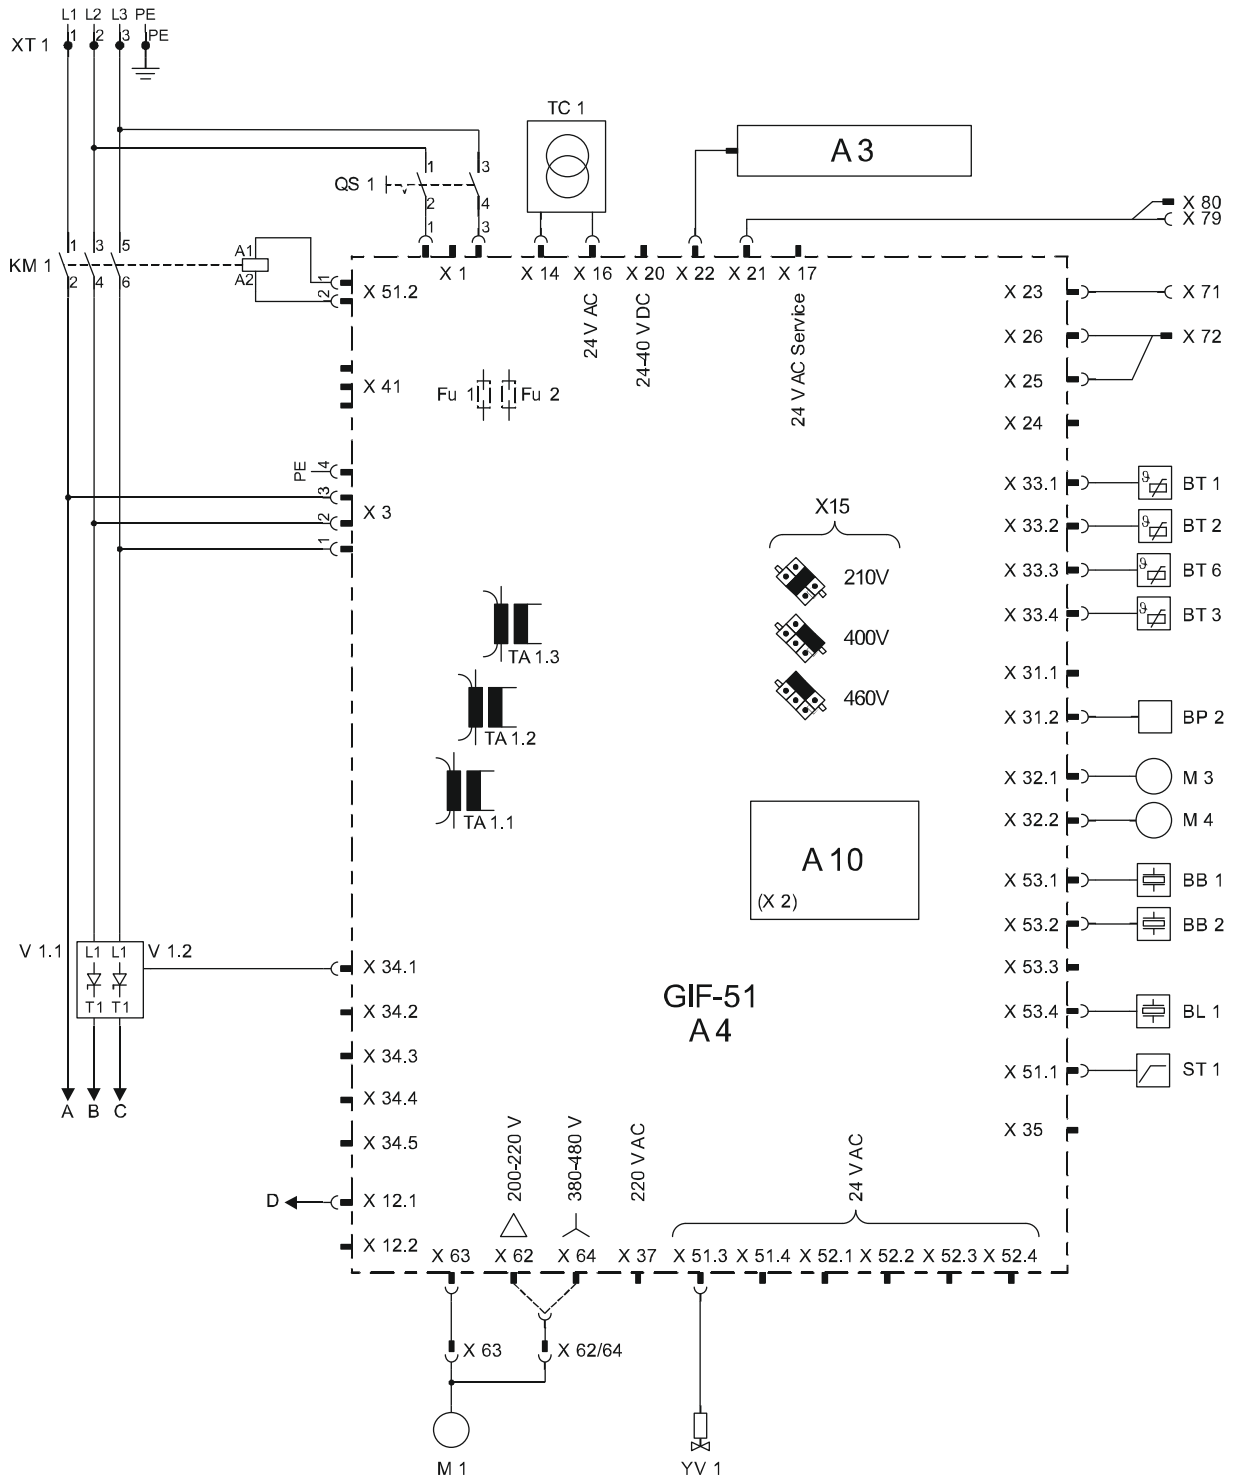 L1 L2 L3 PE
XT 1 1 2 3 PE
TC 1
A 3
QS 1 1 3
2 4
1 3
X 80
X 79
KM 1 1 3 5
2 4 6
A1
A2
1
2
X 51.2
X 1 X 14 X 16 X 20 X 22 X 21 X 17
24 V AC
24-40 V DC
24 V AC Service
X 23 X 71
X 26 X 72
X 25
X 24
X 41
Fu 1 Fu 2
PE 4
3
2
1
X 3
X 33.1 BT 1
X 33.2 BT 2
X 33.3 BT 6
X 33.4 BT 3
ϑ
ϑ
ϑ
ϑ
X15
210V
400V
460V
TA 1.3
TA 1.2
TA 1.1
X 31.1
X 31.2 BP 2
X 32.1 M 3
X 32.2 M 4
A 10
(X 2)
X 53.1 BB 1
X 53.2 BB 2
X 53.3
X 53.4 BL 1
X 51.1 ST 1
X 35
V 1.1 L1 L1 V 1.2
T1 T1
X 34.1
X 34.2
X 34.3
X 34.4
X 34.5
GIF-51
A 4
A B C
D X 12.1
X 12.2
200-220 V
380-480 V
220 V AC
24 V AC
X 63 X 62 X 64 X 37 X 51.3 X 51.4 X 52.1 X 52.2 X 52.3 X 52.4
X 63 X 62/64
M 1 YV 1